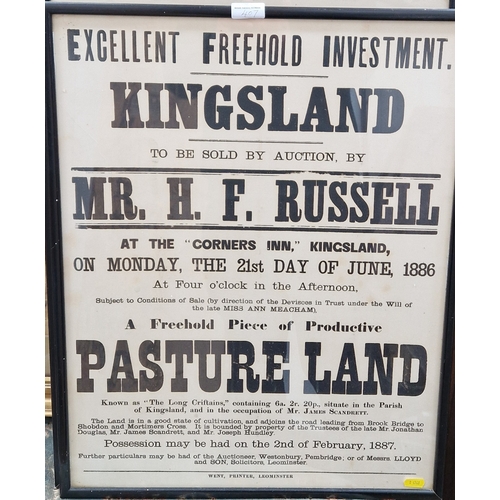 EXCELLENT FREEHOLD INVESTMENT.
KINGSLAND
TO BE SOLD BY AUCTION, BY
MR. H. F. RUSSELL
AT THE "CORNERS INN," KINGSLAND,
ON MONDAY, THE 21st DAY OF JUNE, 1886
At Four o'clock in the Afternoon,
Subject to Conditions of Sale (by direction of the Devisees in Trust under the Will of
the late MISS ANN MEACHAM),
A Freehold Piece of Productive
PASTURE LAND
Known as "The Long Criftains," containing 6a. 2r. 20p., situate in the Parish
of Kingsland, and in the occupation of Mr. JAMES SCANDRETT.
The Land is in a good state of cultivation, and adjoins the road leading from Brook Bridge to
Shobdon and Mortimers Cross. It is bounded by property of the Trustees of the late Mr. Jonathan
Douglas, Mr. James Scandrett, and Mr. Joseph Hundley.
Possession may be had on the 2nd of February, 1887.
Further particulars may be had of the Auctioneer, Westonbury, Pembridge; or of Messrs. LLOYD
and SON, Solicitors, Leominster.
WENT, PRINTER, LEOMINSTER